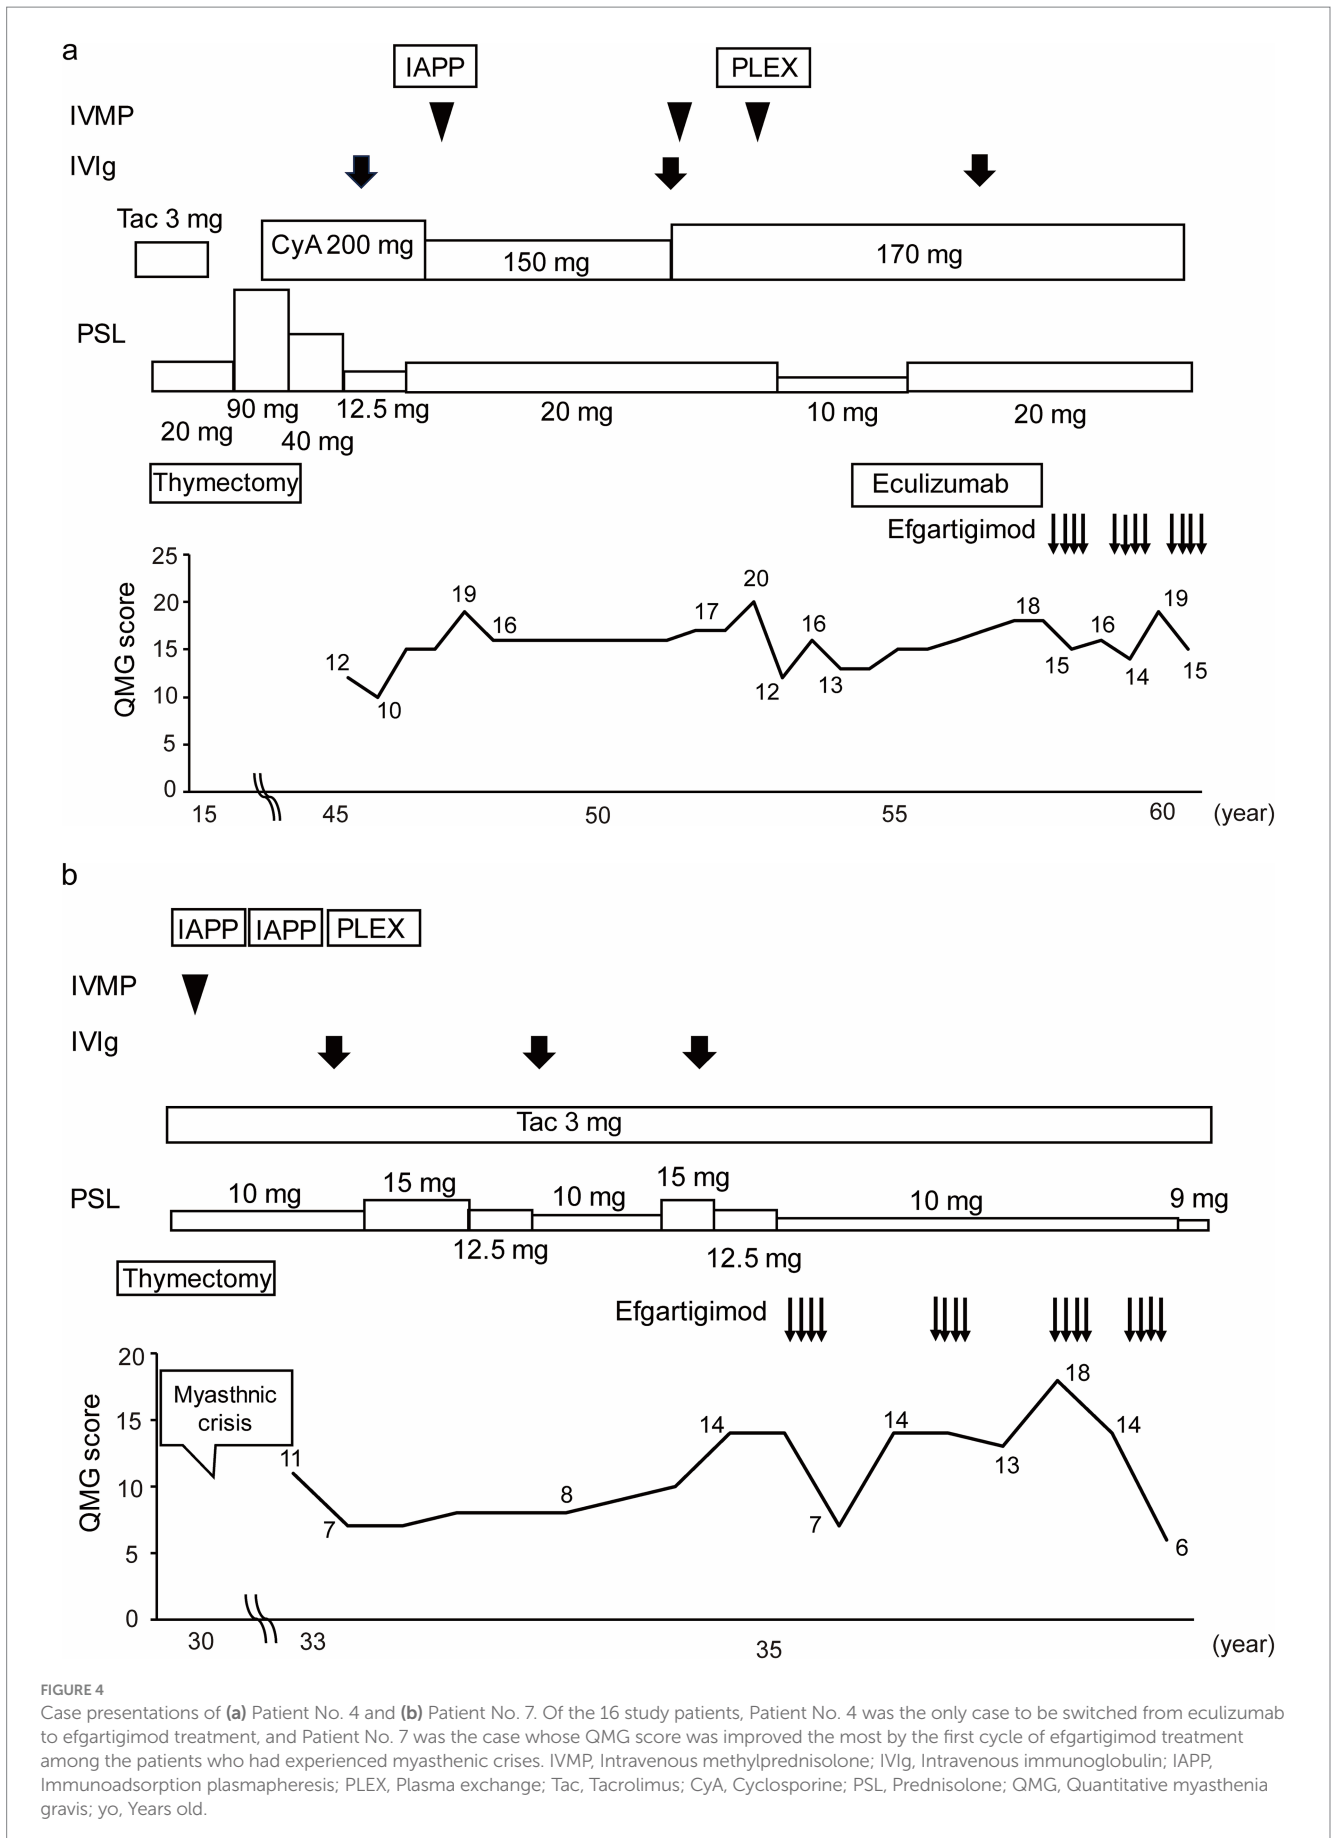 a
IAPP PLEX
IVMP
IVIg
Tac 3 mg
CyA 200 mg
150 mg
170 mg
PSL
20 mg
90 mg
40 mg
12.5 mg
20 mg
10 mg
20 mg
Thymectomy
Eculizumab
Efgartigimod
QMG score
25
20
15
10
5
0
12
10
19
16
17
20
12
16
13
18
15
16
14
19
15
15 45 50 55 60 (year)
b
IAPP IAPP PLEX
IVMP
IVIg
Tac 3 mg
PSL
10 mg
15 mg
12.5 mg
10 mg
15 mg
12.5 mg
10 mg
9 mg
Thymectomy
Efgartigimod
QMG score
20
15
10
5
0
Myasthnic
crisis
11
7
8
14
7
14
13
18
14
6
30 33 35 (year)
FIGURE 4
Case presentations of (a) Patient No. 4 and (b) Patient No. 7. Of the 16 study patients, Patient No. 4 was the only case to be switched from eculizumab
to efgartigimod treatment, and Patient No. 7 was the case whose QMG score was improved the most by the first cycle of efgartigimod treatment
among the patients who had experienced myasthenic crises. IVMP, Intravenous methylprednisolone; IVIg, Intravenous immunoglobulin; IAPP,
Immunoadsorption plasmapheresis; PLEX, Plasma exchange; Tac, Tacrolimus; CyA, Cyclosporine; PSL, Prednisolone; QMG, Quantitative myasthenia
gravis; yo, Years old.